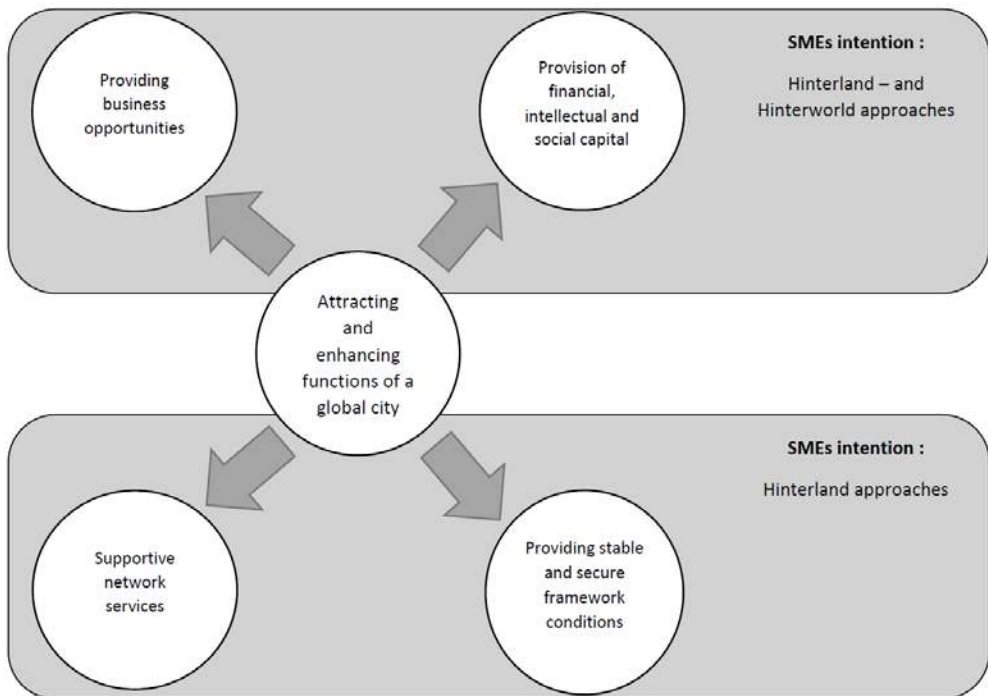 Providing
business
opportunities
Provision of
financial,
intellectual and
social capital
SMEs intention :
Hinterland – and
Hinterworld approaches
Attracting
and
enhancing
functions of a
global city
SMEs intention :
Hinterland approaches
Supportive
network
services
Providing stable
and secure
framework
conditions